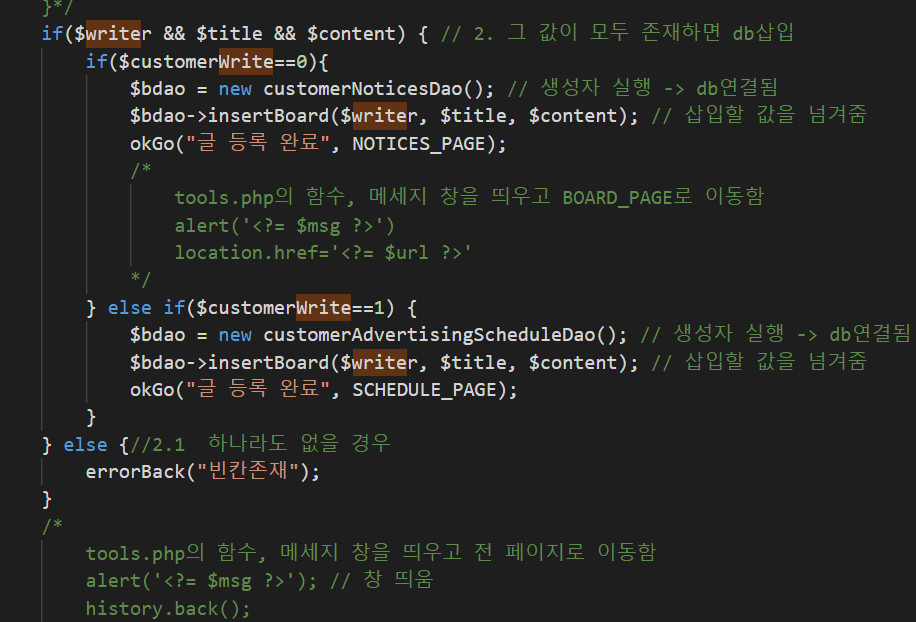 }*/
if($writer && $title && $content) { // 2. 그 값이 모두 존재하면 db삽입
if($customerWrite==0){
$bdao = new customerNoticesDao(); // 생성자 실행 -> db연결됨
$bdao->insertBoard($writer, $title, $content); // 삽입할 값을 넘겨줌
okGo("글 등록 완료", NOTICES_PAGE);
/*
tools.php의 함수, 메세지 창을 띄우고 BOARD_PAGE로 이동함
alert('<?= $msg ?>')
location.href='<?= $url ?>'
*/
} else if($customerWrite==1) {
$bdao = new customerAdvertisingScheduleDao(); // 생성자 실행 -> db연결됨
$bdao->insertBoard($writer, $title, $content); // 삽입할 값을 넘겨줌
okGo("글 등록 완료", SCHEDULE_PAGE);
}
} else {//2.1  하나라도 없을 경우
errorBack("빈칸존재");
}
/*
tools.php의 함수, 메세지 창을 띄우고 전 페이지로 이동함
alert('<?= $msg ?>'); // 창 띄움
history.back();